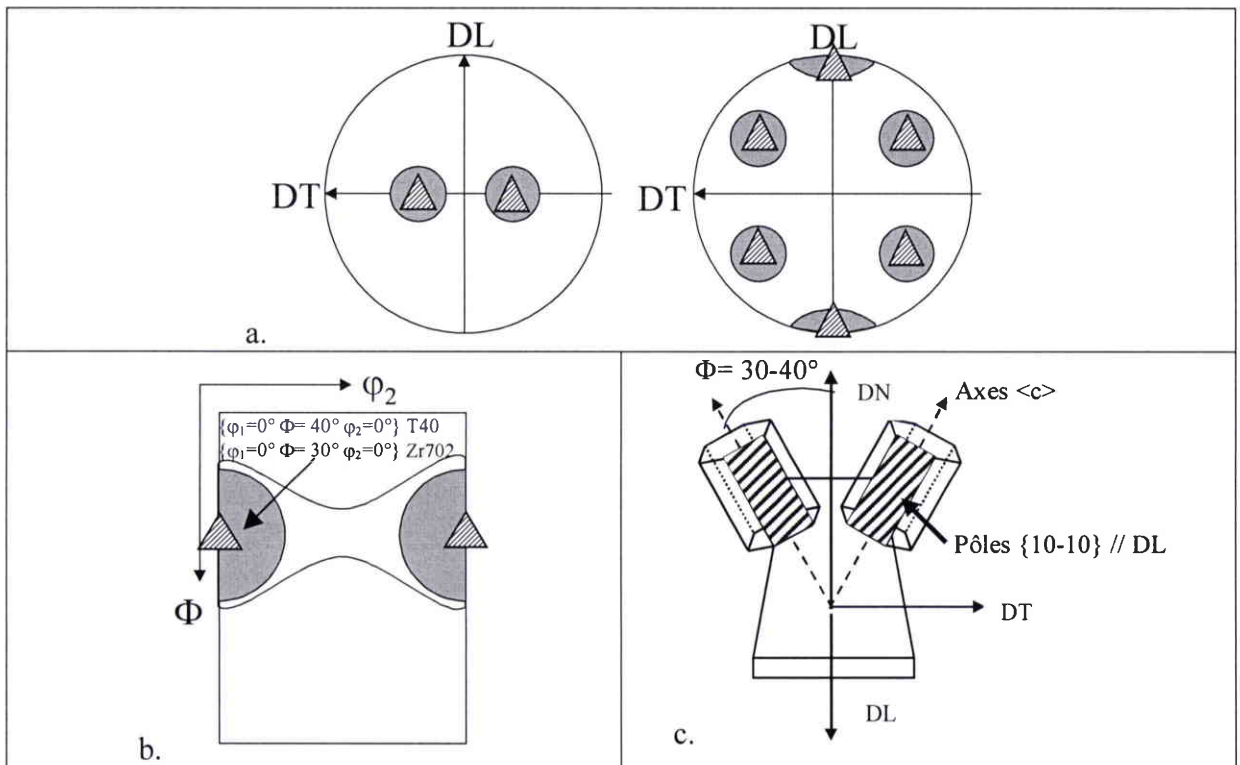 DL
DT
DL
DT
a.
φ₂
{φ₁=0° Φ= 40° φ₂=0°} T40
{φ₁=0° Φ= 30° φ₂=0°} Zr702
Φ
b.
Φ= 30-40°
DN
Axes <c>
Pôles {10-10} // DL
DT
DL
c.